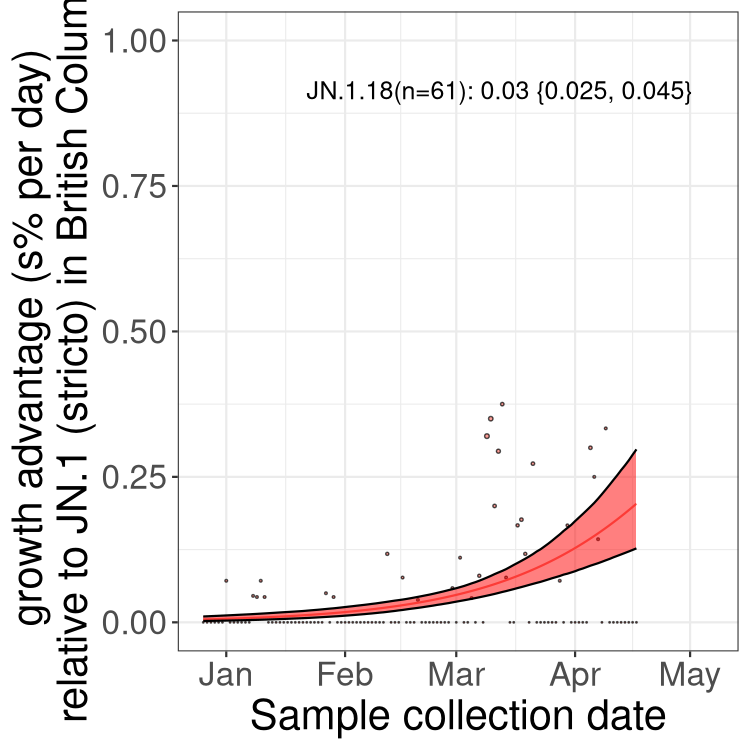 growth advantage (s% per day)
relative to JN.1 (stricto) in British Colum
1.00
0.75
0.50
0.25
0.00
JN.1.18(n=61): 0.03 {0.025, 0.045}
Jan Feb Mar Apr May
Sample collection date